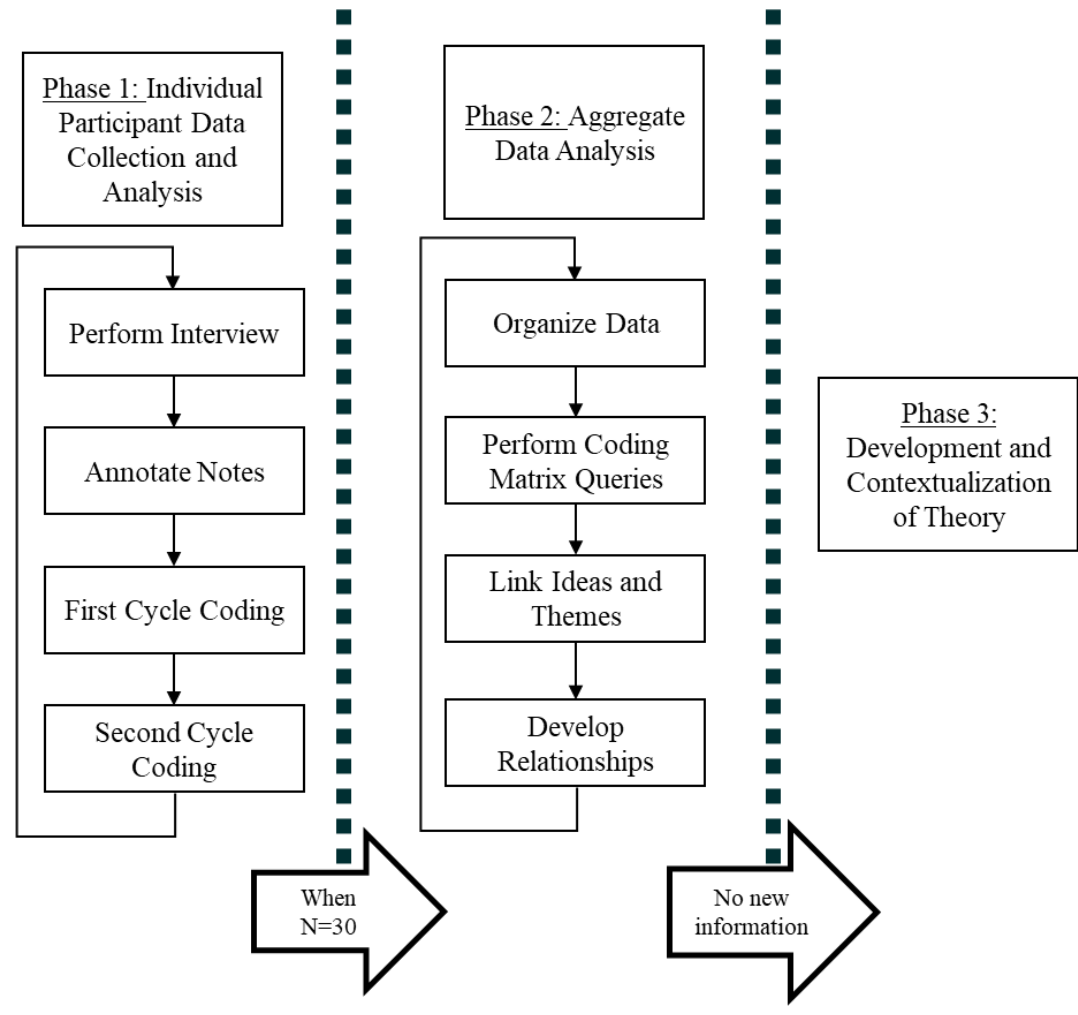 Phase 1: Individual
Participant Data
Collection and
Analysis
Perform Interview
Annotate Notes
First Cycle Coding
Second Cycle
Coding
When
N=30
Phase 2: Aggregate
Data Analysis
Organize Data
Perform Coding
Matrix Queries
Link Ideas and
Themes
Develop
Relationships
No new
information
Phase 3:
Development and
Contextualization
of Theory